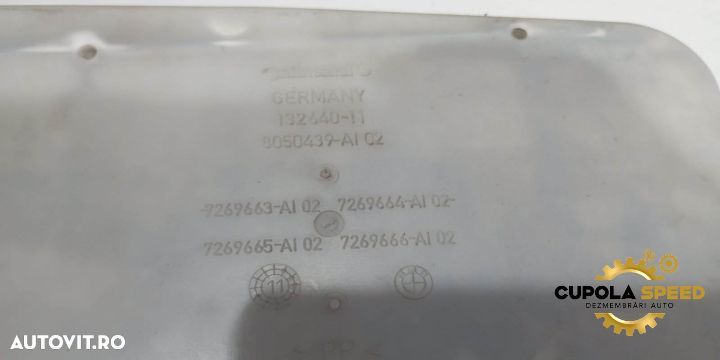 GERMANY
132640-11
8050439-AI 02
7269663-AI 02 7269664-AI 02
7269665-AI 02 7269666-AI 02
11
CUPOLA SPEED
DEZMEMBRĂRI AUTO
AUTOVIT.RO